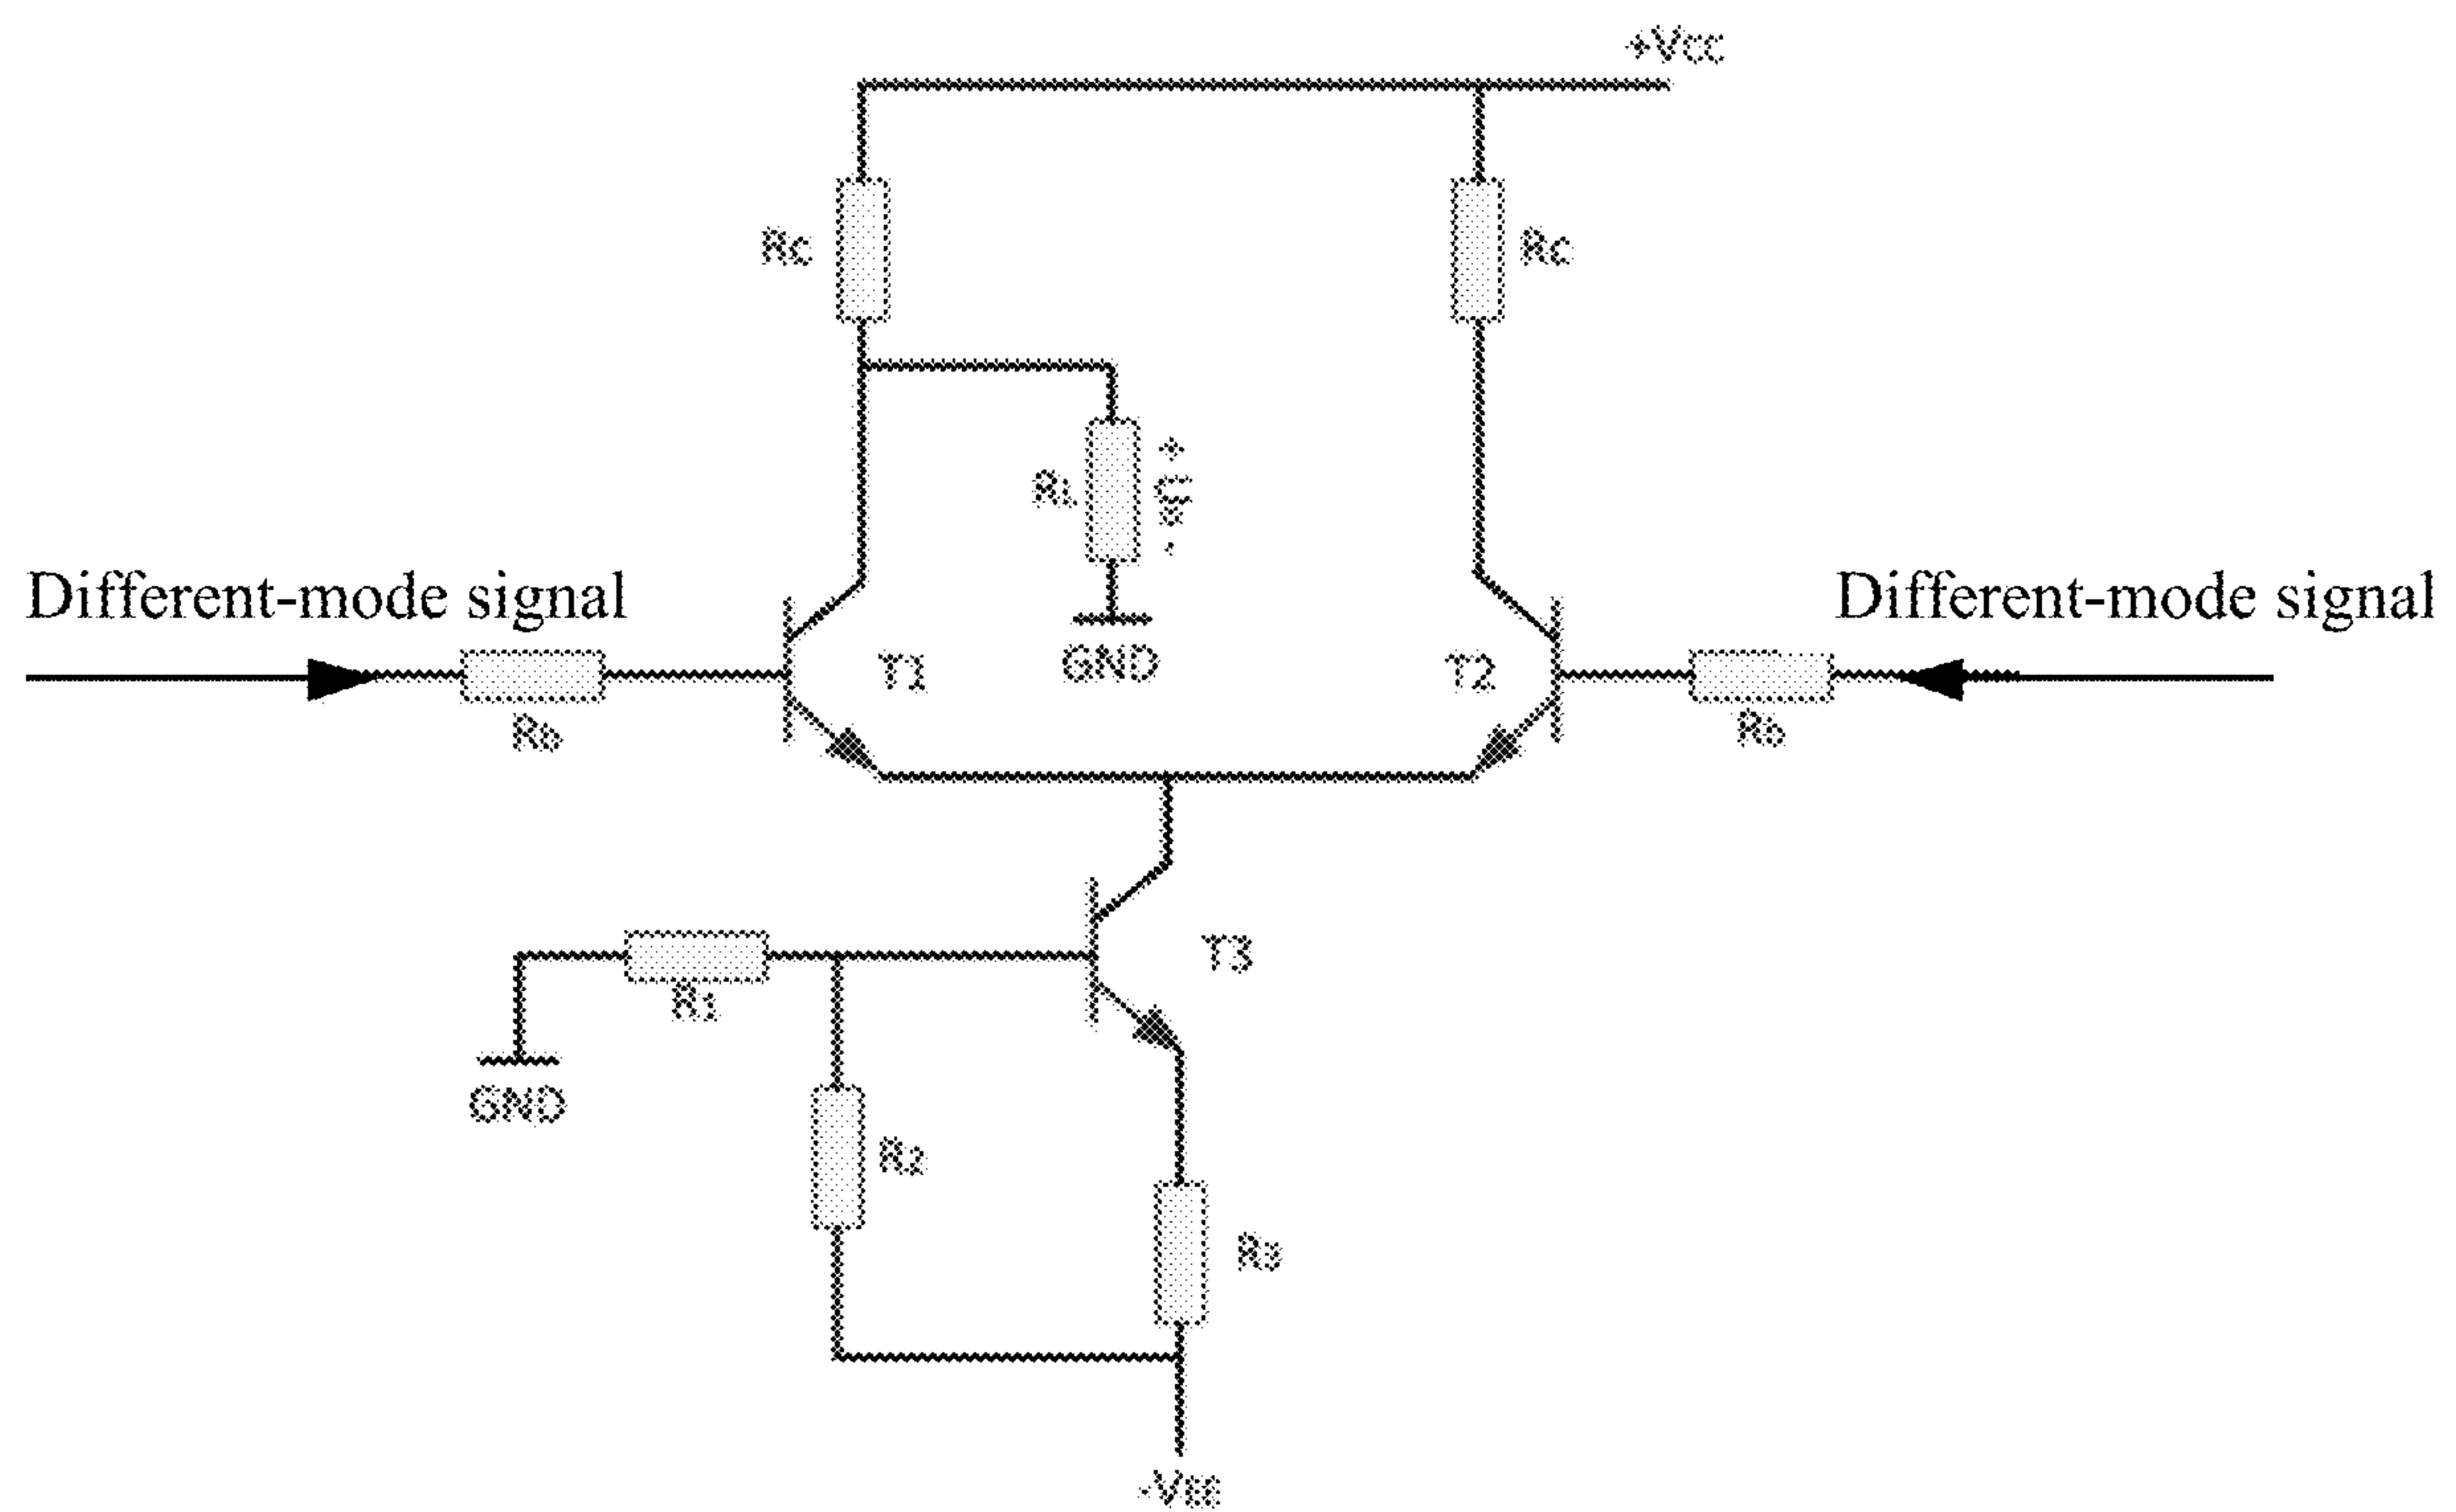 +VCC
RC
RC
RL
+
-
Different-mode signal
Different-mode signal
T1
GND
T2
Rb
Rb
T3
R1
GND
R2
R3
-VEE